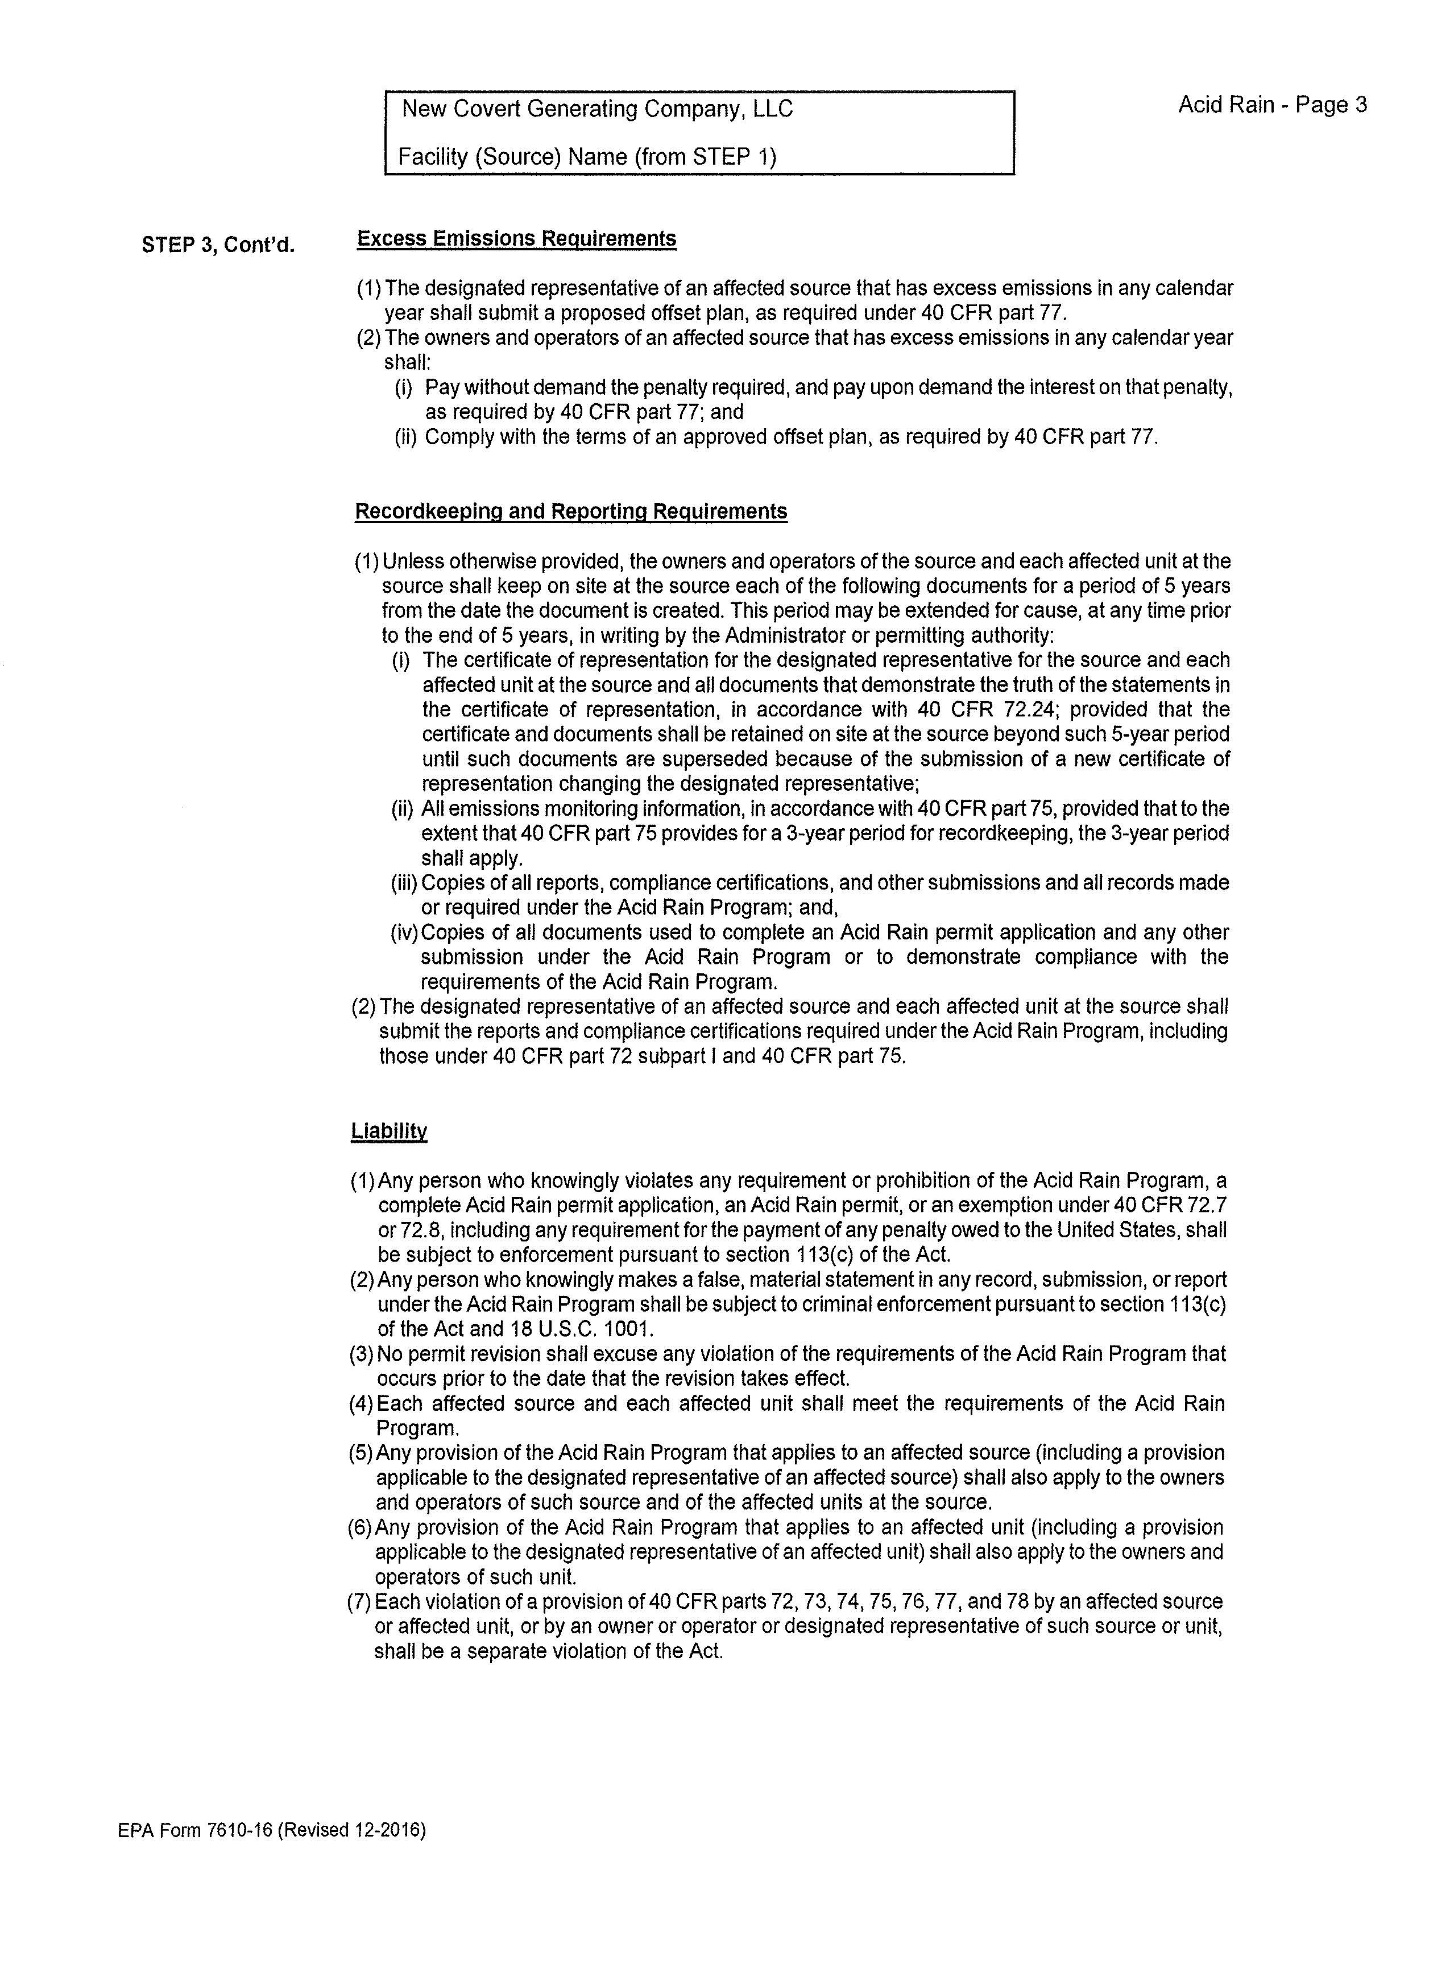 New Covert Generating Company, LLC
Acid Rain - Page 3
Facility (Source) Name (from STEP 1)
STEP 3, Cont'd.
Excess Emissions Requirements
(1) The designated representative of an affected source that has excess emissions in any calendar
year shall submit a proposed offset plan, as required under 40 CFR part 77.
(2) The owners and operators of an affected source that has excess emissions in any calendar year
shall:
(i) Pay without demand the penalty required, and pay upon demand the interest on that penalty,
as required by 40 CFR part 77; and
(ii) Comply with the terms of an approved offset plan, as required by 40 CFR part 77.
Recordkeeping and Reporting Requirements
(1) Unless otherwise provided, the owners and operators of the source and each affected unit at the
source shall keep on site at the source each of the following documents for a period of 5 years
from the date the document is created. This period may be extended for cause, at any time prior
to the end of 5 years, in writing by the Administrator or permitting authority:
(i) The certificate of representation for the designated representative for the source and each
affected unit at the source and all documents that demonstrate the truth of the statements in
the certificate of representation, in accordance with 40 CFR 72.24; provided that the
certificate and documents shall be retained on site at the source beyond such 5-year period
until such documents are superseded because of the submission of a new certificate of
representation changing the designated representative;
(ii) All emissions monitoring information, in accordance with 40 CFR part 75, provided that to the
extent that 40 CFR part 75 provides for a 3-year period for recordkeeping, the 3-year period
shall apply.
(iii) Copies of all reports, compliance certifications, and other submissions and all records made
or required under the Acid Rain Program; and,
(iv) Copies of all documents used to complete an Acid Rain permit application and any other
submission under the Acid Rain Program or to demonstrate compliance with the
requirements of the Acid Rain Program.
(2) The designated representative of an affected source and each affected unit at the source shall
submit the reports and compliance certifications required under the Acid Rain Program, including
those under 40 CFR part 72 subpart I and 40 CFR part 75.
Liability
(1) Any person who knowingly violates any requirement or prohibition of the Acid Rain Program, a
complete Acid Rain permit application, an Acid Rain permit, or an exemption under 40 CFR 72.7
or 72.8, including any requirement for the payment of any penalty owed to the United States, shall
be subject to enforcement pursuant to section 113(c) of the Act.
(2) Any person who knowingly makes a false, material statement in any record, submission, or report
under the Acid Rain Program shall be subject to criminal enforcement pursuant to section 113(c)
of the Act and 18 U.S.C. 1001.
(3) No permit revision shall excuse any violation of the requirements of the Acid Rain Program that
occurs prior to the date that the revision takes effect.
(4) Each affected source and each affected unit shall meet the requirements of the Acid Rain
Program.
(5) Any provision of the Acid Rain Program that applies to an affected source (including a provision
applicable to the designated representative of an affected source) shall also apply to the owners
and operators of such source and of the affected units at the source.
(6) Any provision of the Acid Rain Program that applies to an affected unit (including a provision
applicable to the designated representative of an affected unit) shall also apply to the owners and
operators of such unit.
(7) Each violation of a provision of 40 CFR parts 72, 73, 74, 75, 76, 77, and 78 by an affected source
or affected unit, or by an owner or operator or designated representative of such source or unit,
shall be a separate violation of the Act.
EPA Form 7610-16 (Revised 12-2016)